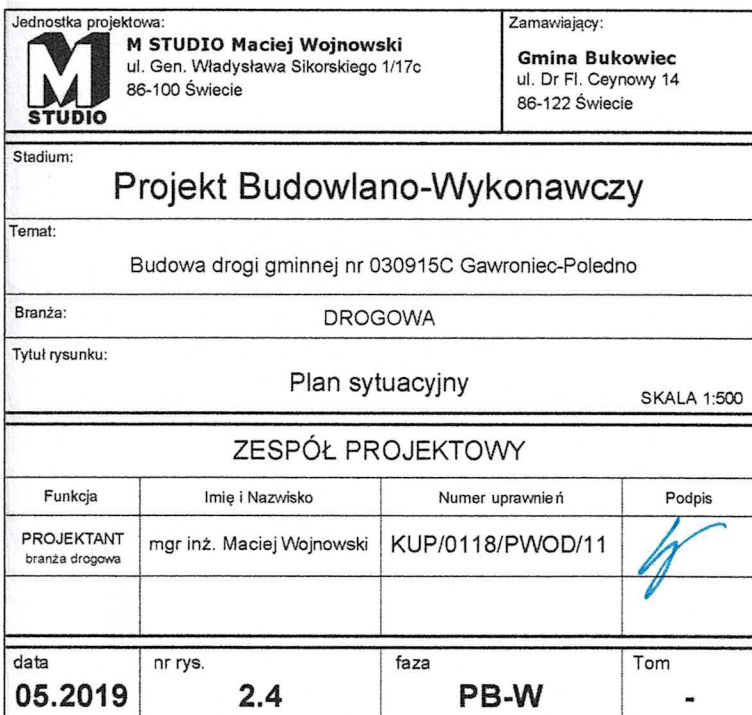 Jednostka projektowa:
M
STUDIO
M STUDIO Maciej Wojnowski
ul. Gen. Władysława Sikorskiego 1/17c
86-100 Świecie
Zamawiający:
Gmina Bukowiec
ul. Dr Fl. Ceynowy 14
86-122 Świecie
Stadium:
Projekt Budowlano-Wykonawczy
Temat:
Budowa drogi gminnej nr 030915C Gawroniec-Poledno
Branża:
DROGOWA
Tytuł rysunku:
Plan sytuacyjny
SKALA 1:500
ZESPÓŁ PROJEKTOWY
Funkcja Imię i Nazwisko Numer uprawnień Podpis
PROJEKTANT
branża drogowa
mgr inż. Maciej Wojnowski KUP/0118/PWOD/11
data nr rys. faza Tom
05.2019 2.4 PB-W -